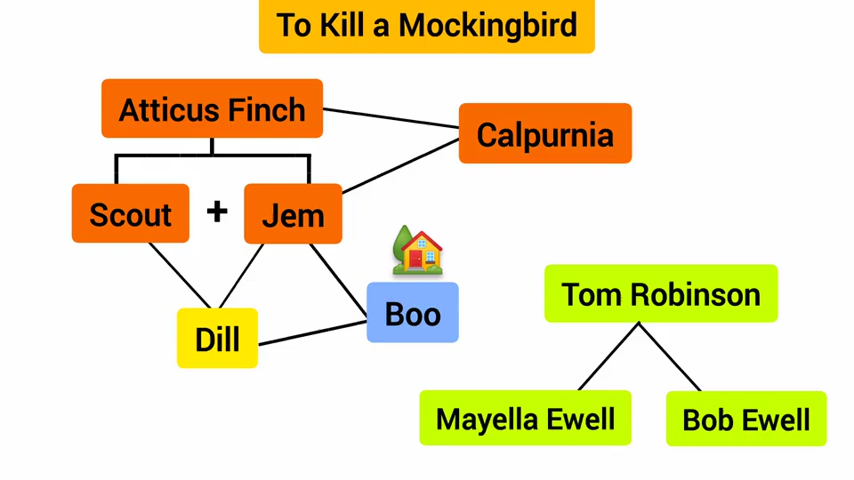 To Kill a Mockingbird
Atticus Finch
Calpurnia
Scout + Jem
Boo
Tom Robinson
Dill
Mayella Ewell
Bob Ewell